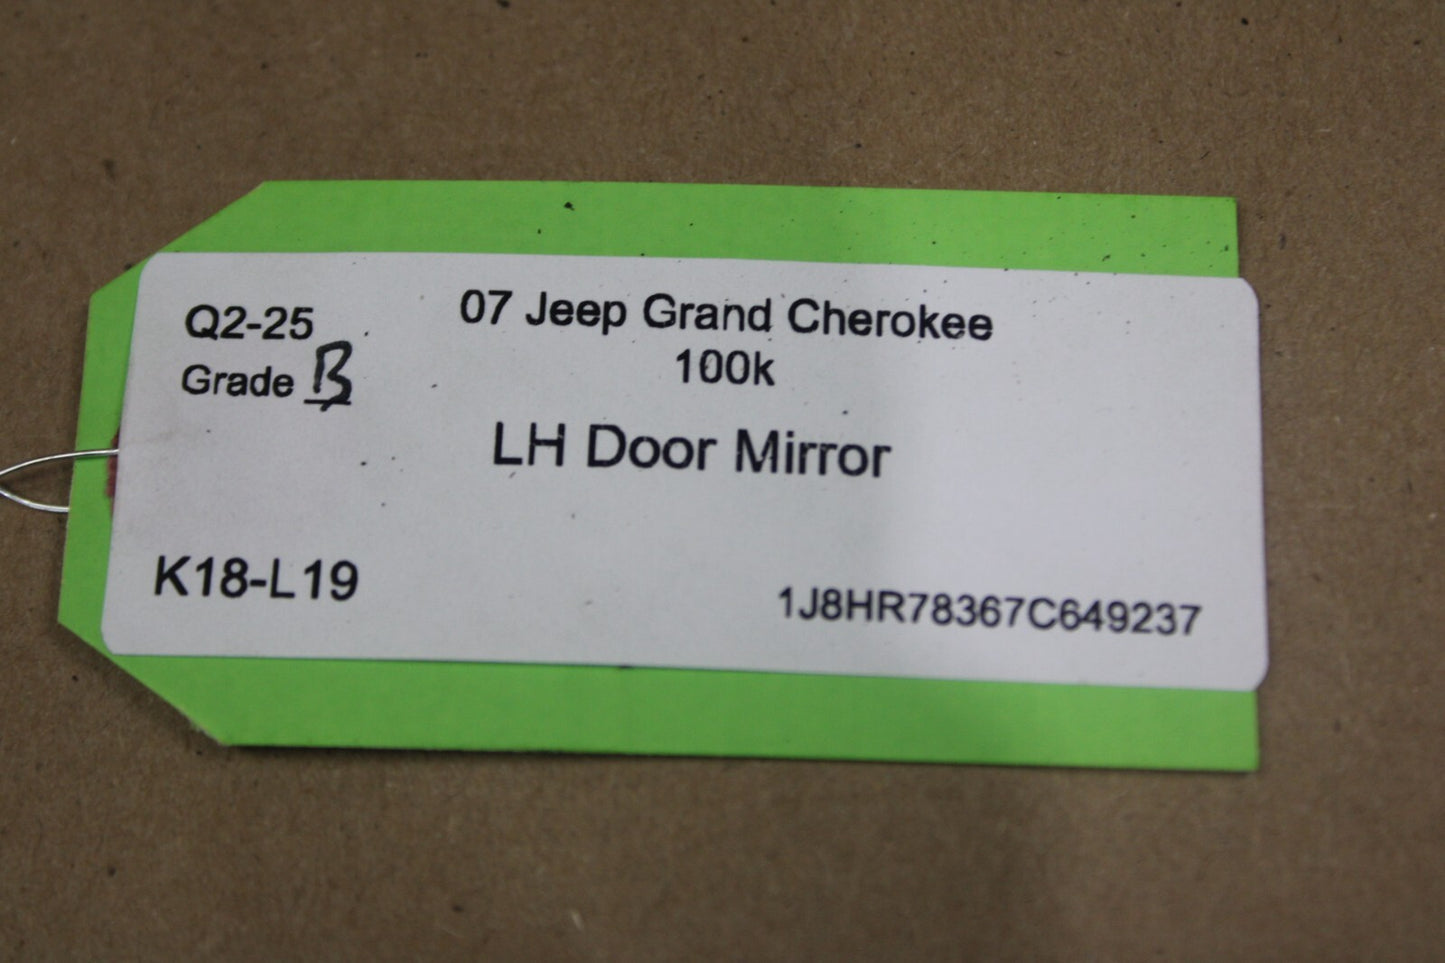 Q2-25
Grade B
07 Jeep Grand Cherokee
100k
LH Door Mirror
K18-L19
1J8HR78367C649237